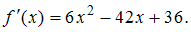 f′(x) = 6x² − 42x + 36.